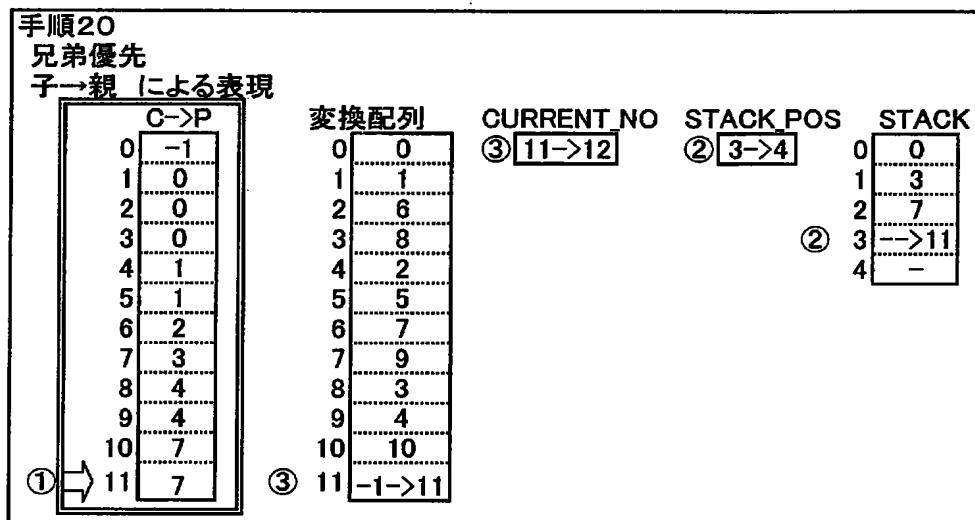 手順20
兄弟優先
子→親 による表現
C->P 変換配列 CURRENT_NO STACK_POS STACK
0 -1 0 0 ③ 11->12 ② 3->4 0 0
1 0 1 1 1 3
2 0 2 6 2 7
3 0 3 8 ② 3 -->11
4 1 4 2 4 -
5 1 5 5
6 2 6 7
7 3 7 9
8 4 8 3
9 4 9 4
10 7 10 10
① 11 7 ③ 11 -1->11